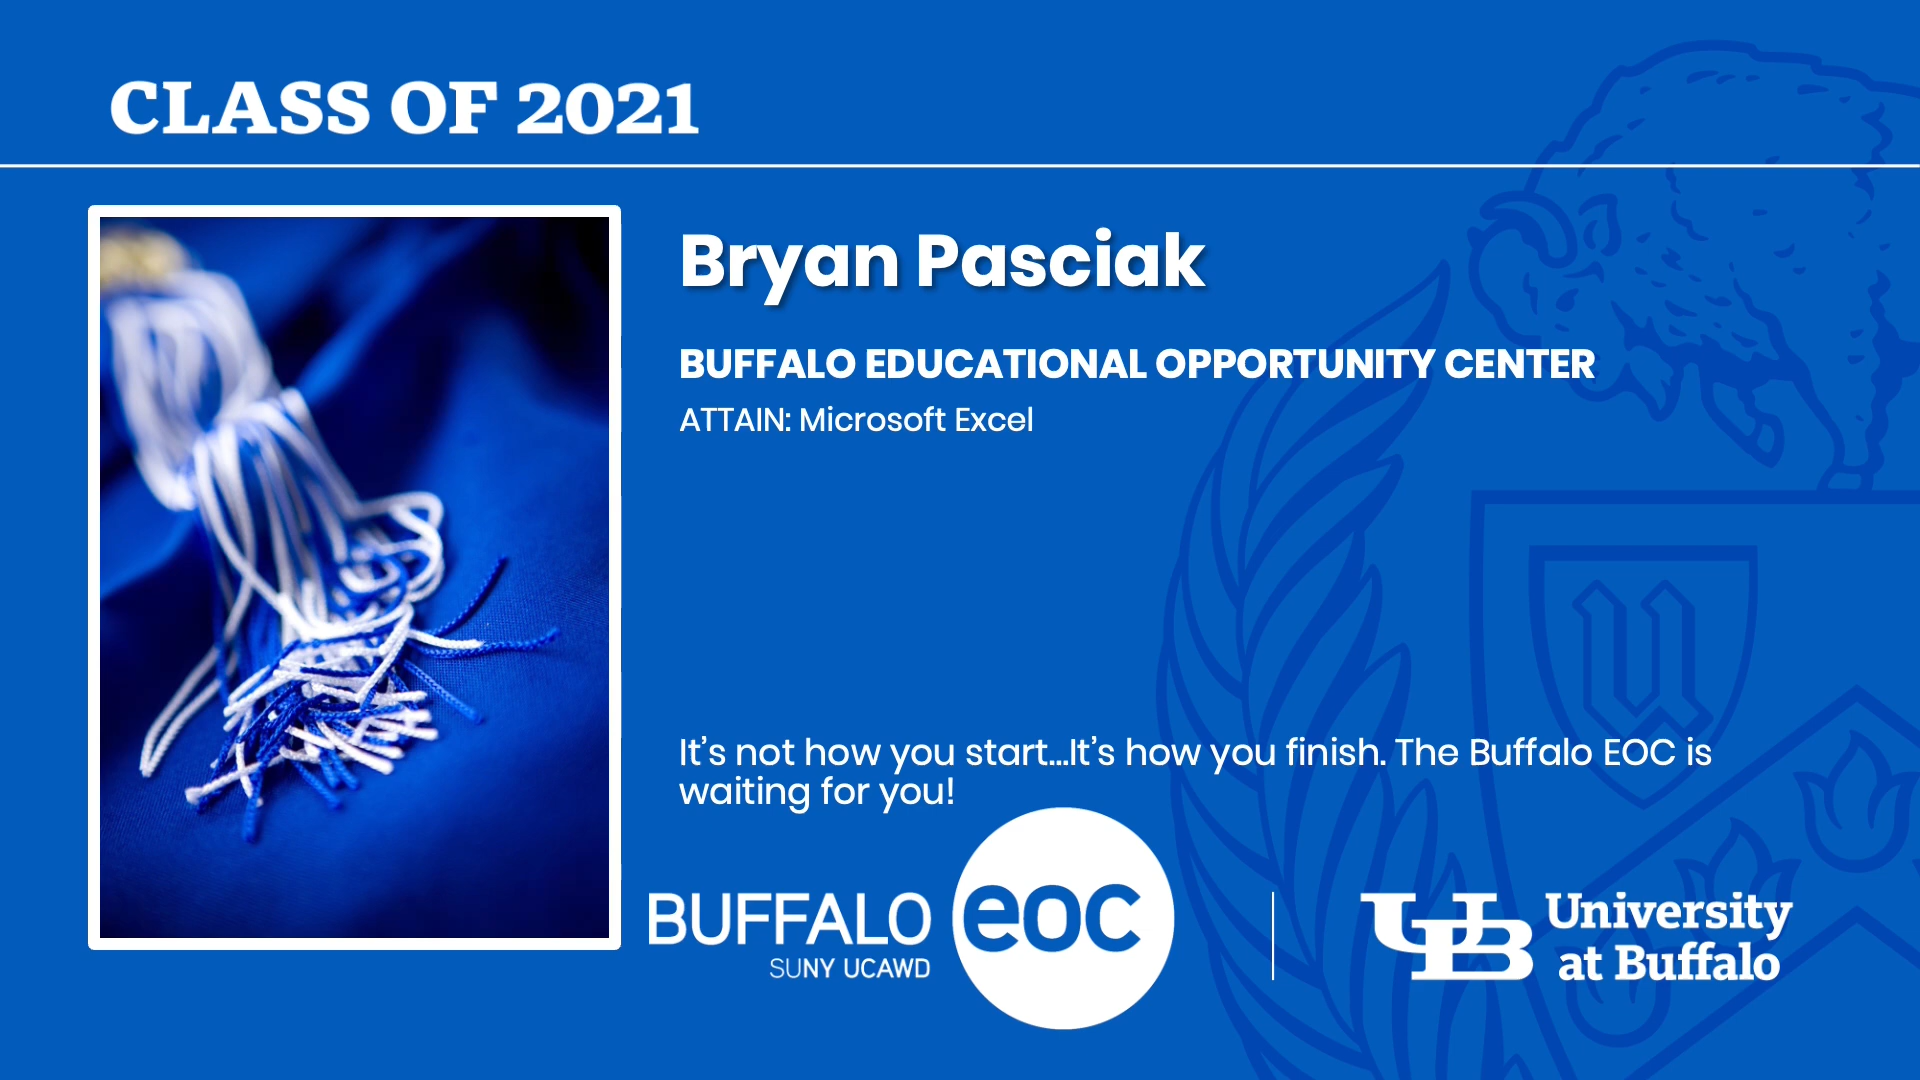 CLASS OF 2021
Bryan Pasciak
BUFFALO EDUCATIONAL OPPORTUNITY CENTER
ATTAIN: Microsoft Excel
It's not how you start...It's how you finish. The Buffalo EOC is
waiting for you!
BUFFALO eoc
SUNY UCAWD
UB University
at Buffalo
u